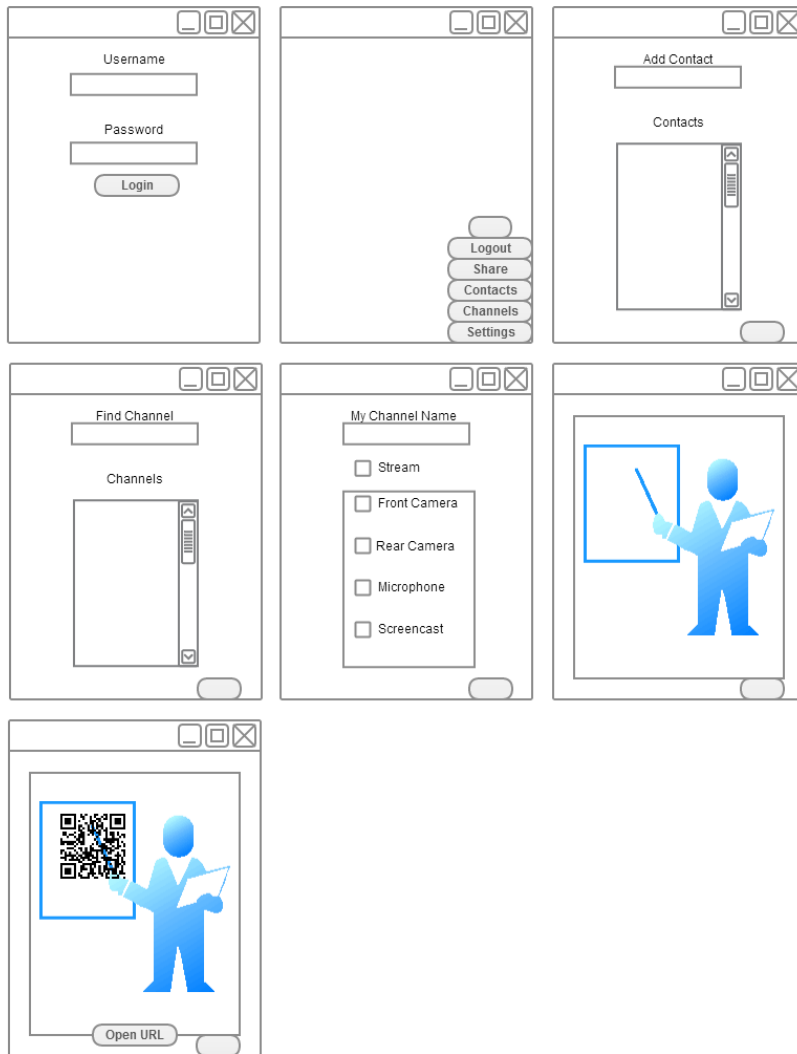 Username
Password
Login
Logout
Share
Contacts
Channels
Settings
Add Contact
Contacts
Find Channel
Channels
My Channel Name
Stream
Front Camera
Rear Camera
Microphone
Screencast
Open URL